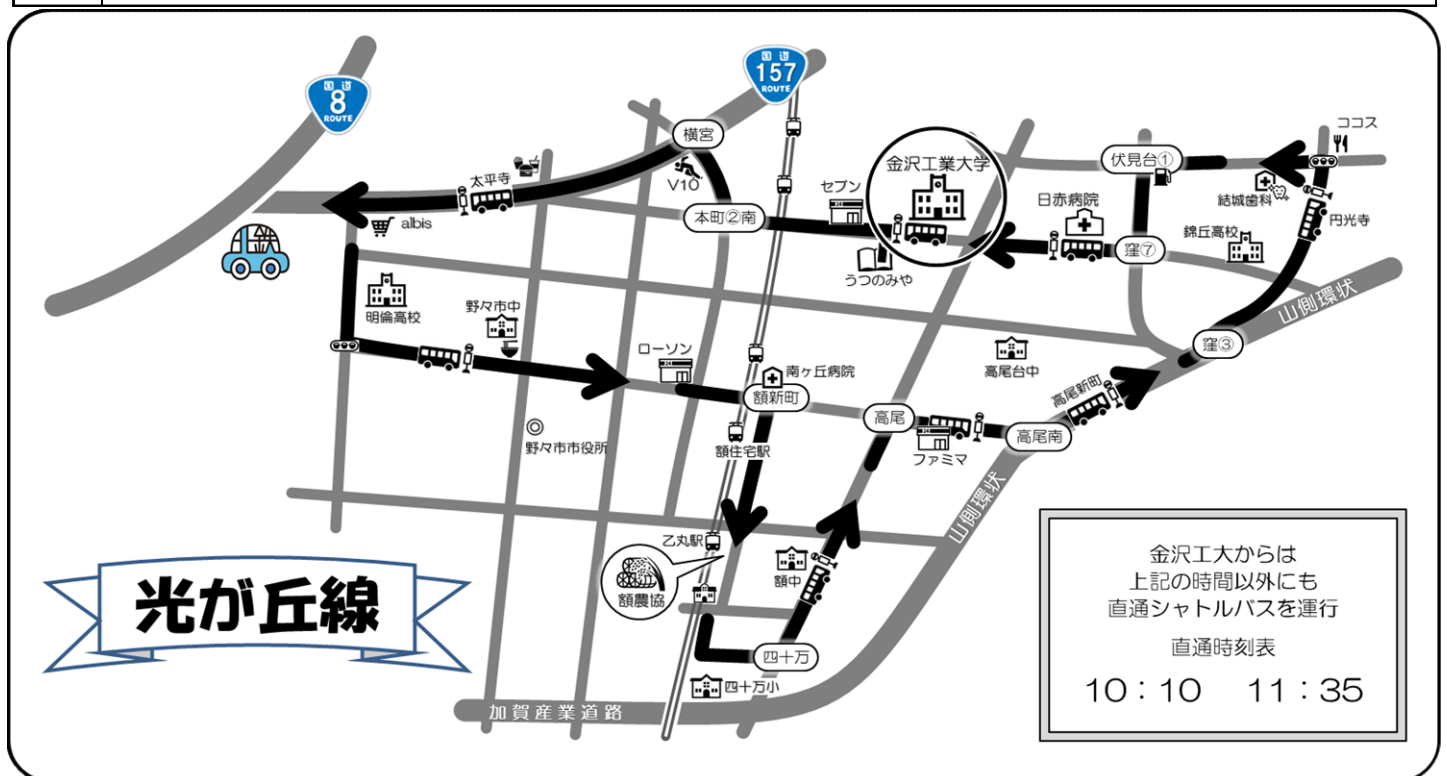 国道
8
ROUTE
国道
157
ROUTE
横宮
V10
太平寺
albis
本町②南
セブン
金沢工業大学
うつのみや
日赤病院
伏見台①
窪⑦
ココス
結城歯科
円光寺
錦丘高校
山側環状
窪③
明倫高校
野々市中
ローソン
南ヶ丘病院
額新町
高尾台中
高尾新町
高尾
ファミマ
高尾南
野々市市役所
額住宅駅
山側環状
乙丸駅
額農協
額中
四十万
四十万小
加賀産業道路
光が丘線
金沢工大からは
上記の時間以外にも
直通シャトルバスを運行
直通時刻表
10：10　11：35